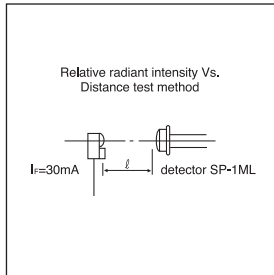 Relative radiant intensity Vs.
Distance test method
ℓ
IF=30mA
detector SP-1ML